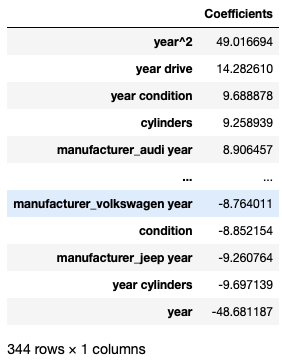 Coefficients
year^2 49.016694
year drive 14.282610
year condition 9.688878
cylinders 9.258939
manufacturer_audi year 8.906457
... ...
manufacturer_volkswagen year -8.764011
condition -8.852154
manufacturer_jeep year -9.260764
year cylinders -9.697139
year -48.681187
344 rows × 1 columns